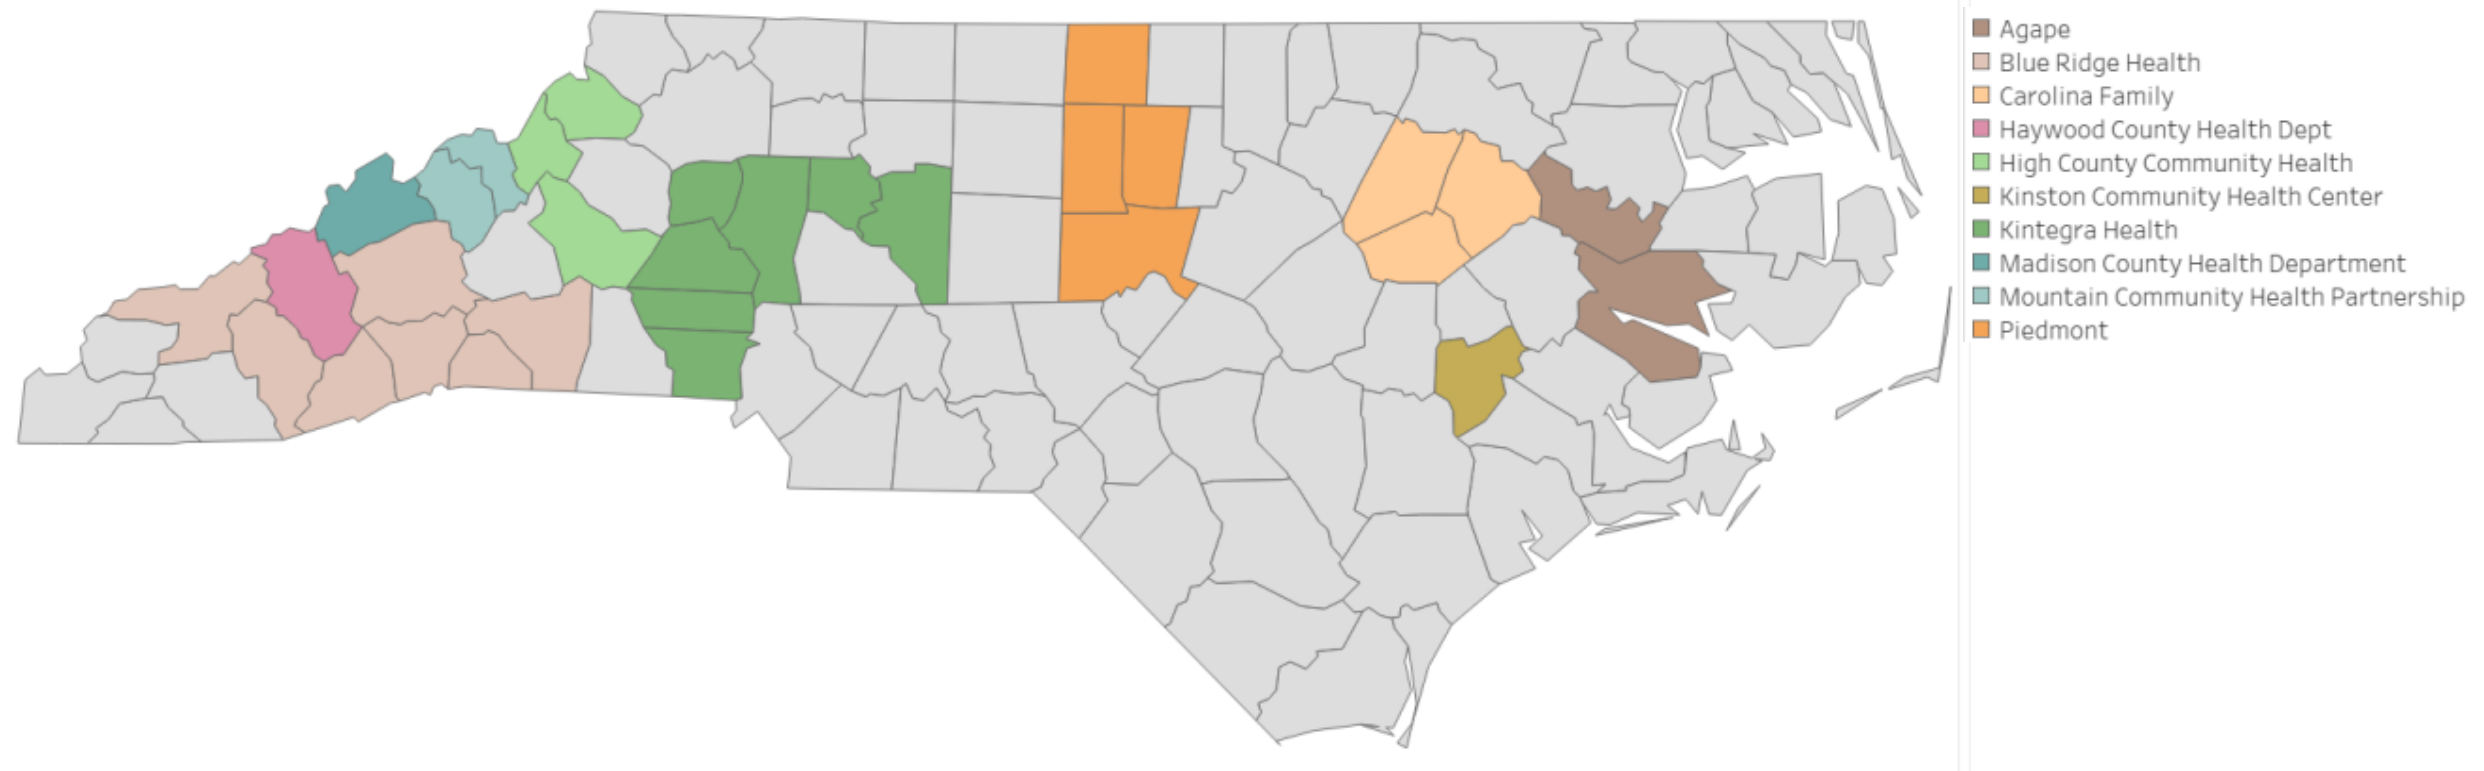 Agape
Blue Ridge Health
Carolina Family
Haywood County Health Dept
High County Community Health
Kinston Community Health Center
Kintegra Health
Madison County Health Department
Mountain Community Health Partnership
Piedmont